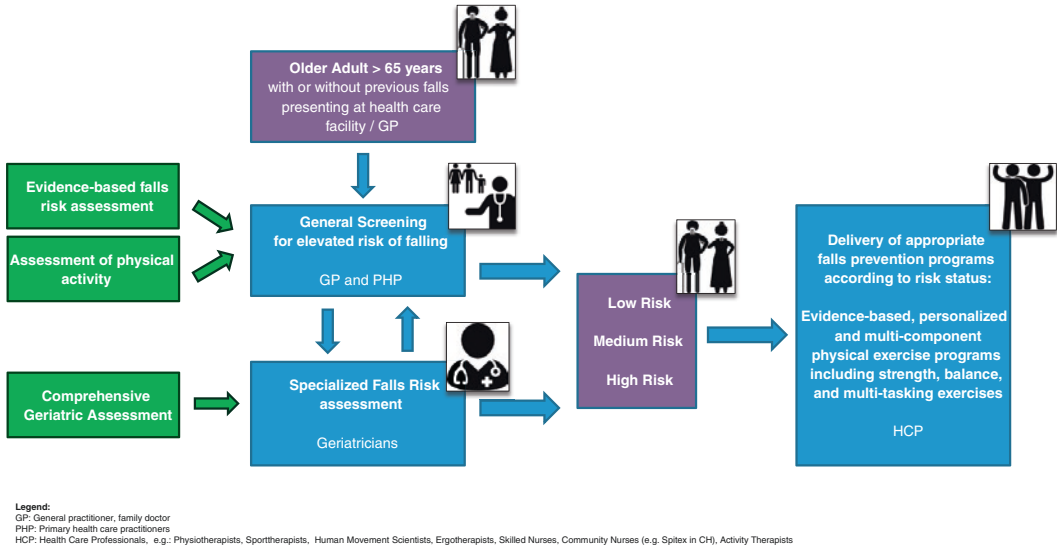 Older Adult > 65 years
with or without previous falls
presenting at health care
facility / GP
Evidence-based falls
risk assessment
Assessment of physical
activity
General Screening
for elevated risk of falling
GP and PHP
Comprehensive
Geriatric Assessment
Specialized Falls Risk
assessment
Geriatricians
Low Risk
Medium Risk
High Risk
Delivery of appropriate
falls prevention programs
according to risk status:
Evidence-based, personalized
and multi-component
physical exercise programs
including strength, balance,
and multi-tasking exercises
HCP
Legend:
GP: General practitioner, family doctor
PHP: Primary health care practitioners
HCP: Health Care Professionals, e.g.: Physiotherapists, Sporttherapists, Human Movement Scientists, Ergotherapists, Skilled Nurses, Community Nurses (e.g. Spitex in CH), Activity Therapists